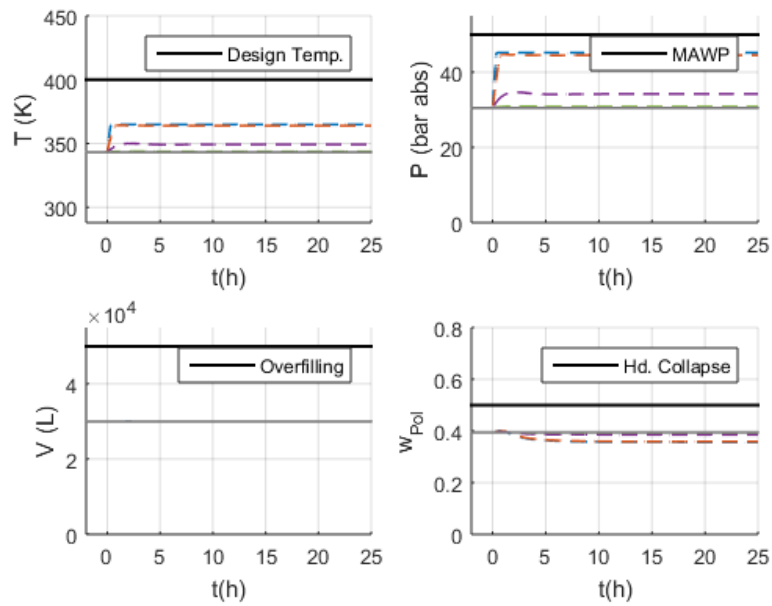 450
400
350
300
T (K)
Design Temp.
0 5 10 15 20 25
t(h)
40
20
0
P (bar abs)
MAWP
0 5 10 15 20 25
t(h)
×10⁴
4
2
0
V (L)
Overfilling
0 5 10 15 20 25
t(h)
0.8
0.6
0.4
0.2
0
w_Pol
Hd. Collapse
0 5 10 15 20 25
t(h)